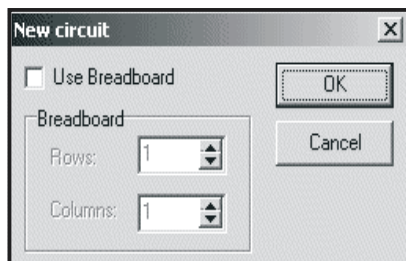 New circuit
Use Breadboard
OK
Breadboard
Rows: 1
Cancel
Columns: 1